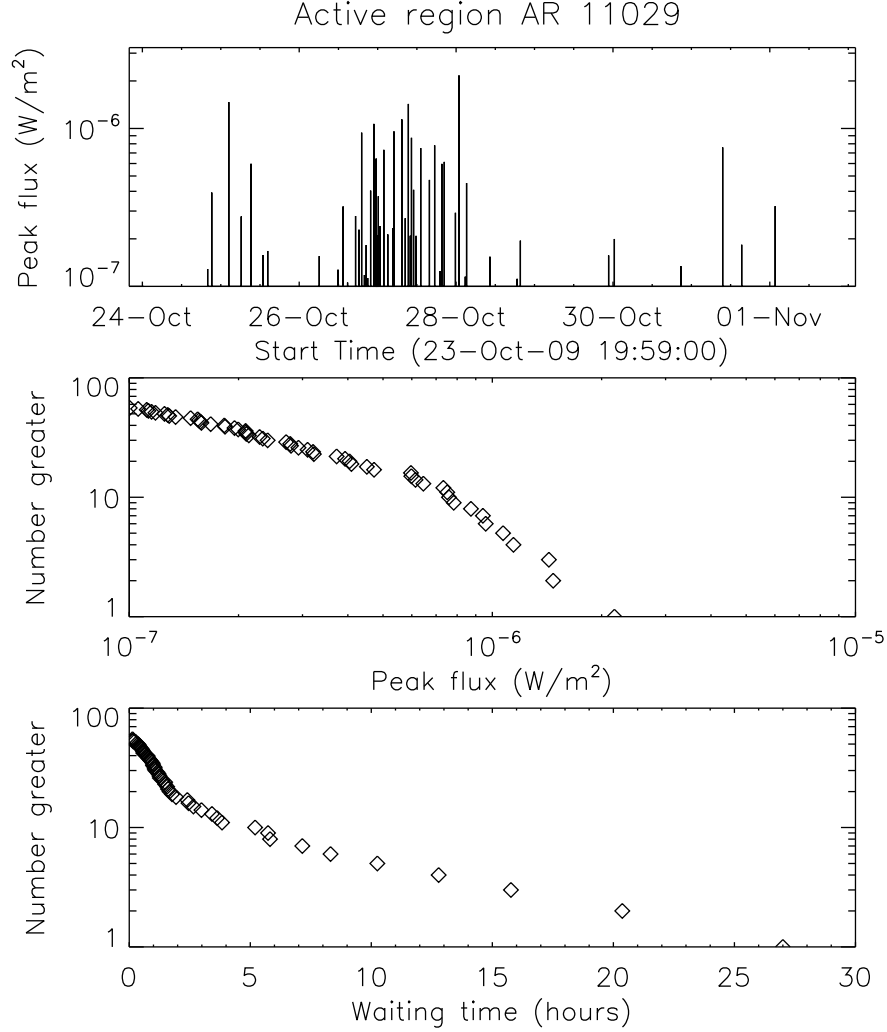 Active region AR 11029
Peak flux (W/m²)
10⁻⁶
10⁻⁷
24-Oct 26-Oct 28-Oct 30-Oct 01-Nov
Start Time (23-Oct-09 19:59:00)
Number greater
100
10
1
10⁻⁷ 10⁻⁶ 10⁻⁵
Peak flux (W/m²)
Number greater
100
10
1
0 5 10 15 20 25 30
Waiting time (hours)